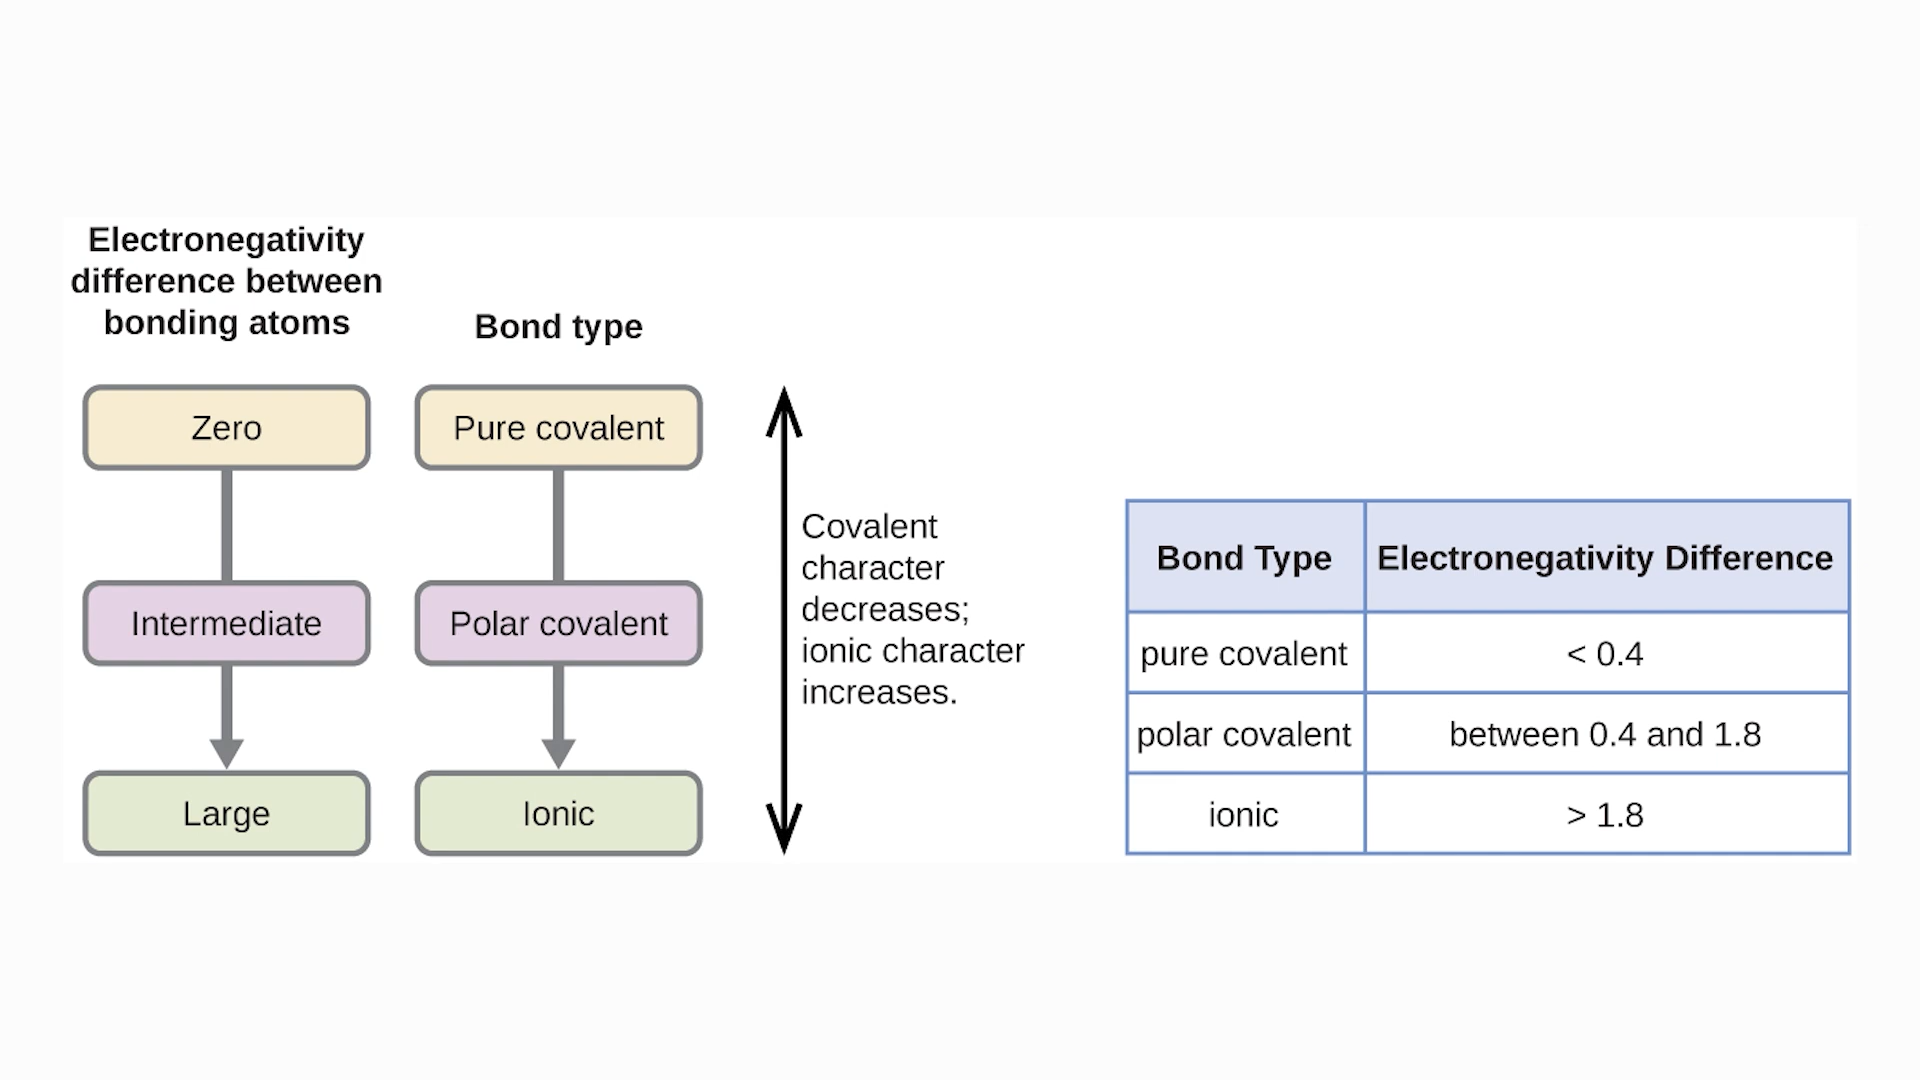 Electronegativity
difference between
bonding atoms
Bond type
Zero
Pure covalent
Intermediate
Polar covalent
Large
Ionic
Covalent
character
decreases;
ionic character
increases.
Bond Type
Electronegativity Difference
pure covalent
< 0.4
polar covalent
between 0.4 and 1.8
ionic
> 1.8